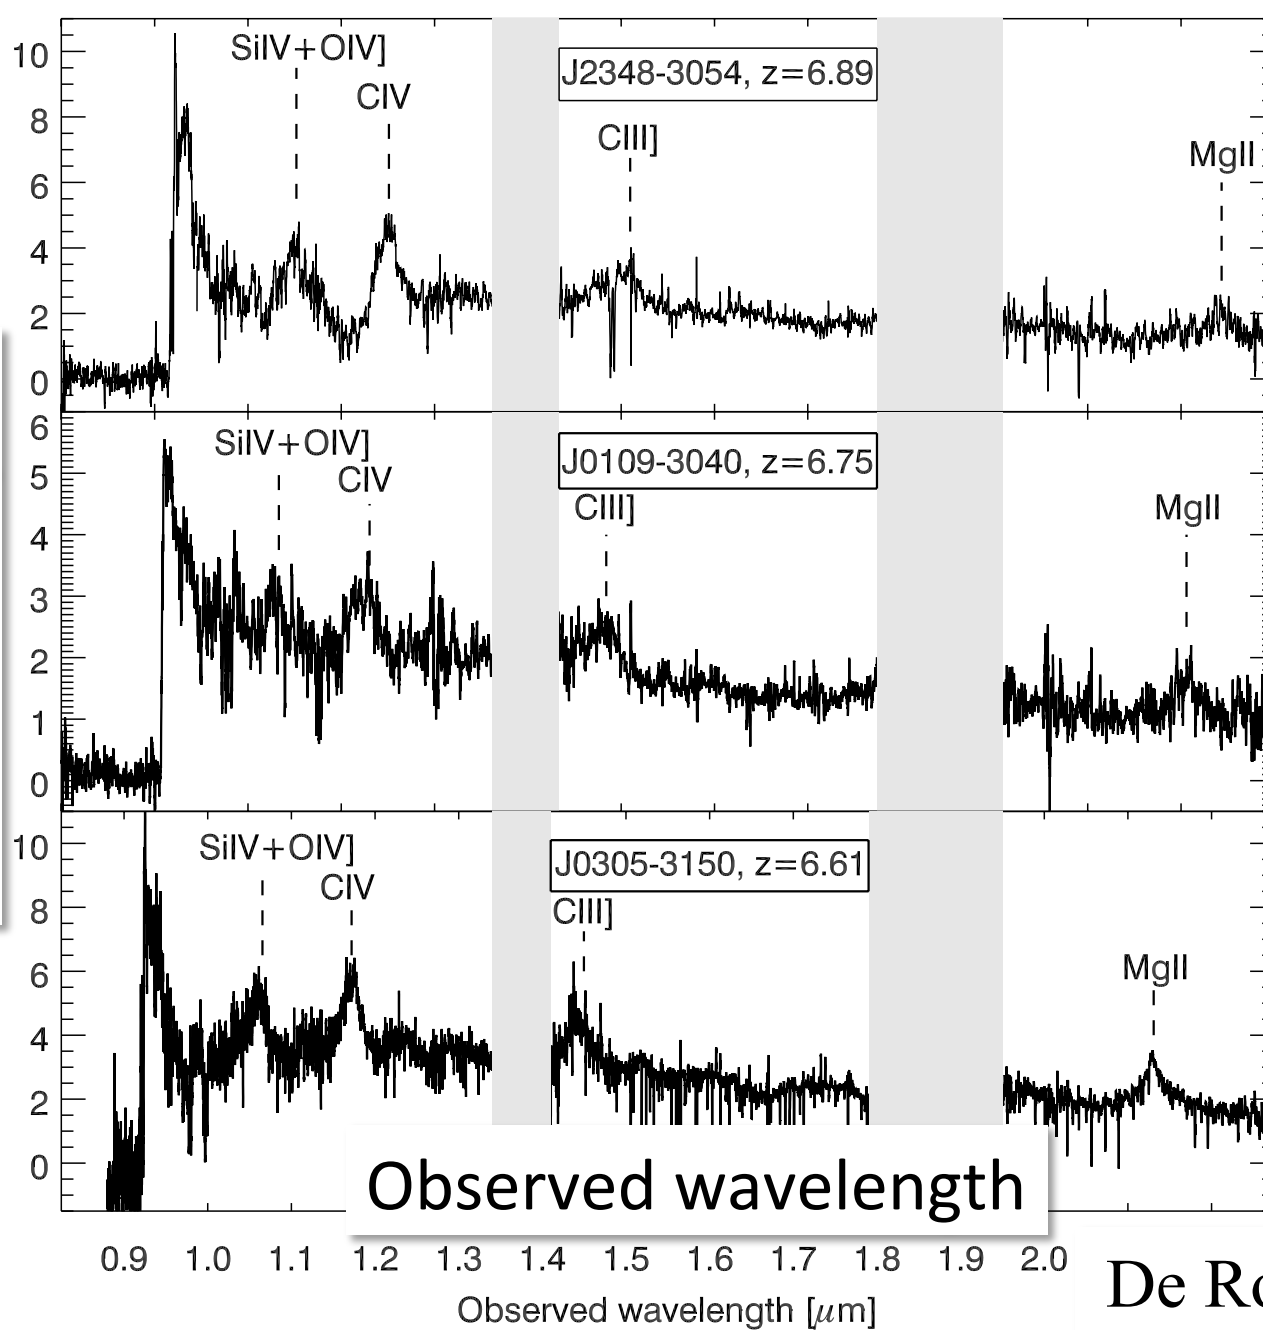 SiIV+OIV]
CIV
J2348-3054, z=6.89
CIII]
MgII
10
8
6
4
2
0
SiIV+OIV]
CIV
J0109-3040, z=6.75
CIII]
MgII
6
5
4
3
2
1
0
SiIV+OIV]
CIV
J0305-3150, z=6.61
CIII]
MgII
10
8
6
4
2
0
Observed wavelength
0.9 1.0 1.1 1.2 1.3 1.4 1.5 1.6 1.7 1.8 1.9 2.0
Observed wavelength [μm]
De